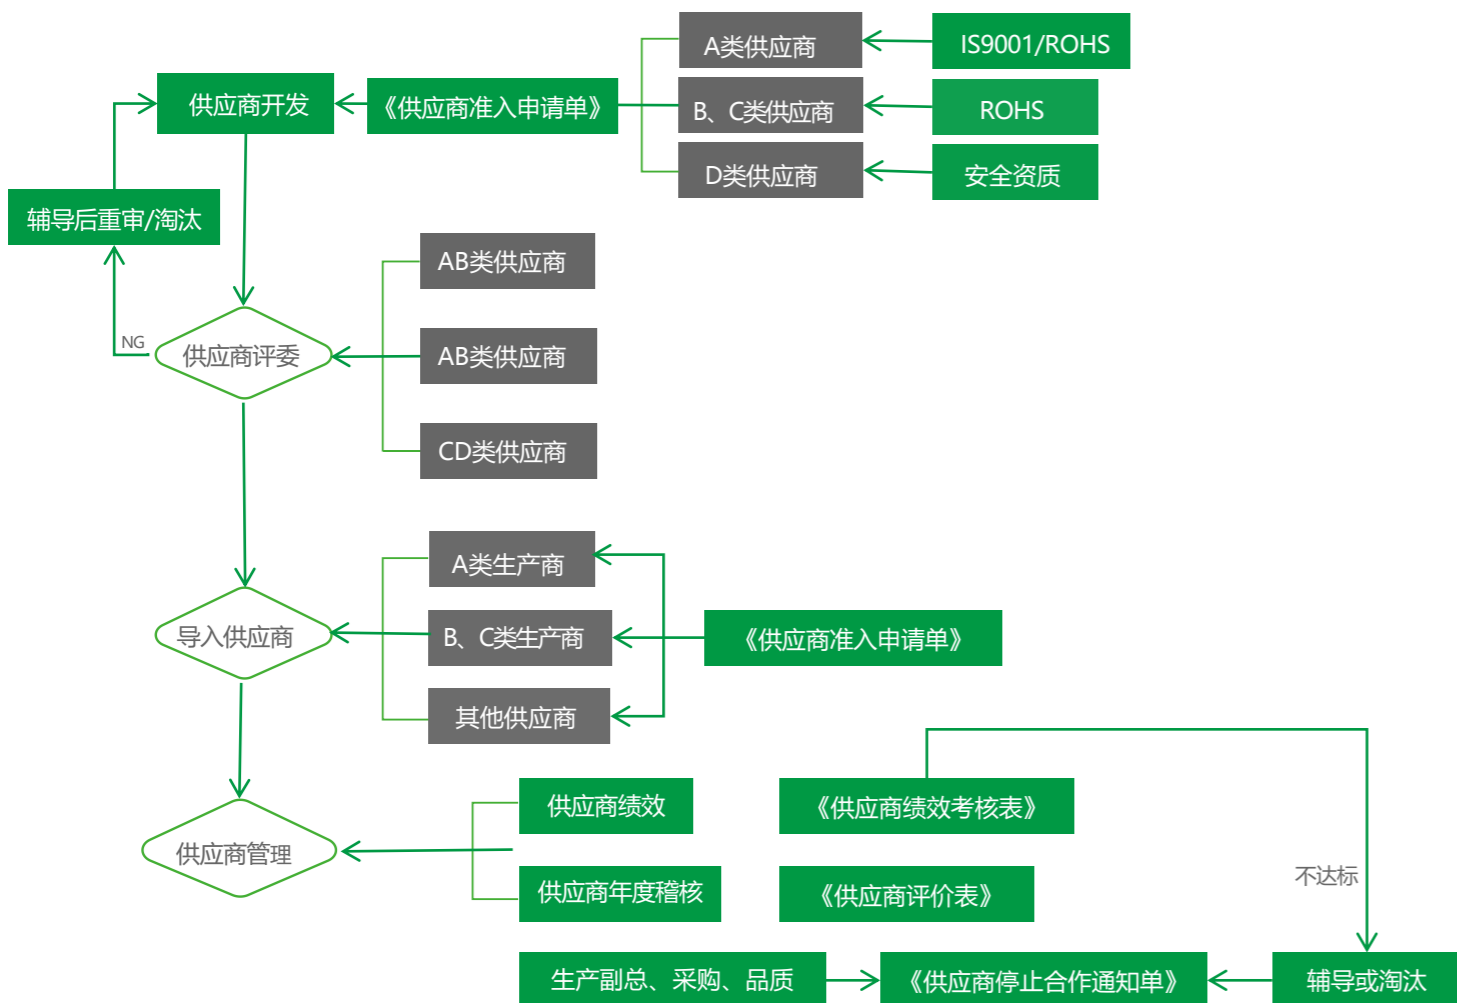 A类供应商
IS9001/ROHS
供应商开发
《供应商准入申请单》
B、C类供应商
ROHS
D类供应商
安全资质
辅导后重审/淘汰
AB类供应商
NG
供应商评委
AB类供应商
CD类供应商
A类生产商
导入供应商
B、C类生产商
《供应商准入申请单》
其他供应商
供应商绩效
《供应商绩效考核表》
供应商管理
不达标
供应商年度稽核
《供应商评价表》
生产副总、采购、品质
《供应商停止合作通知单》
辅导或淘汰